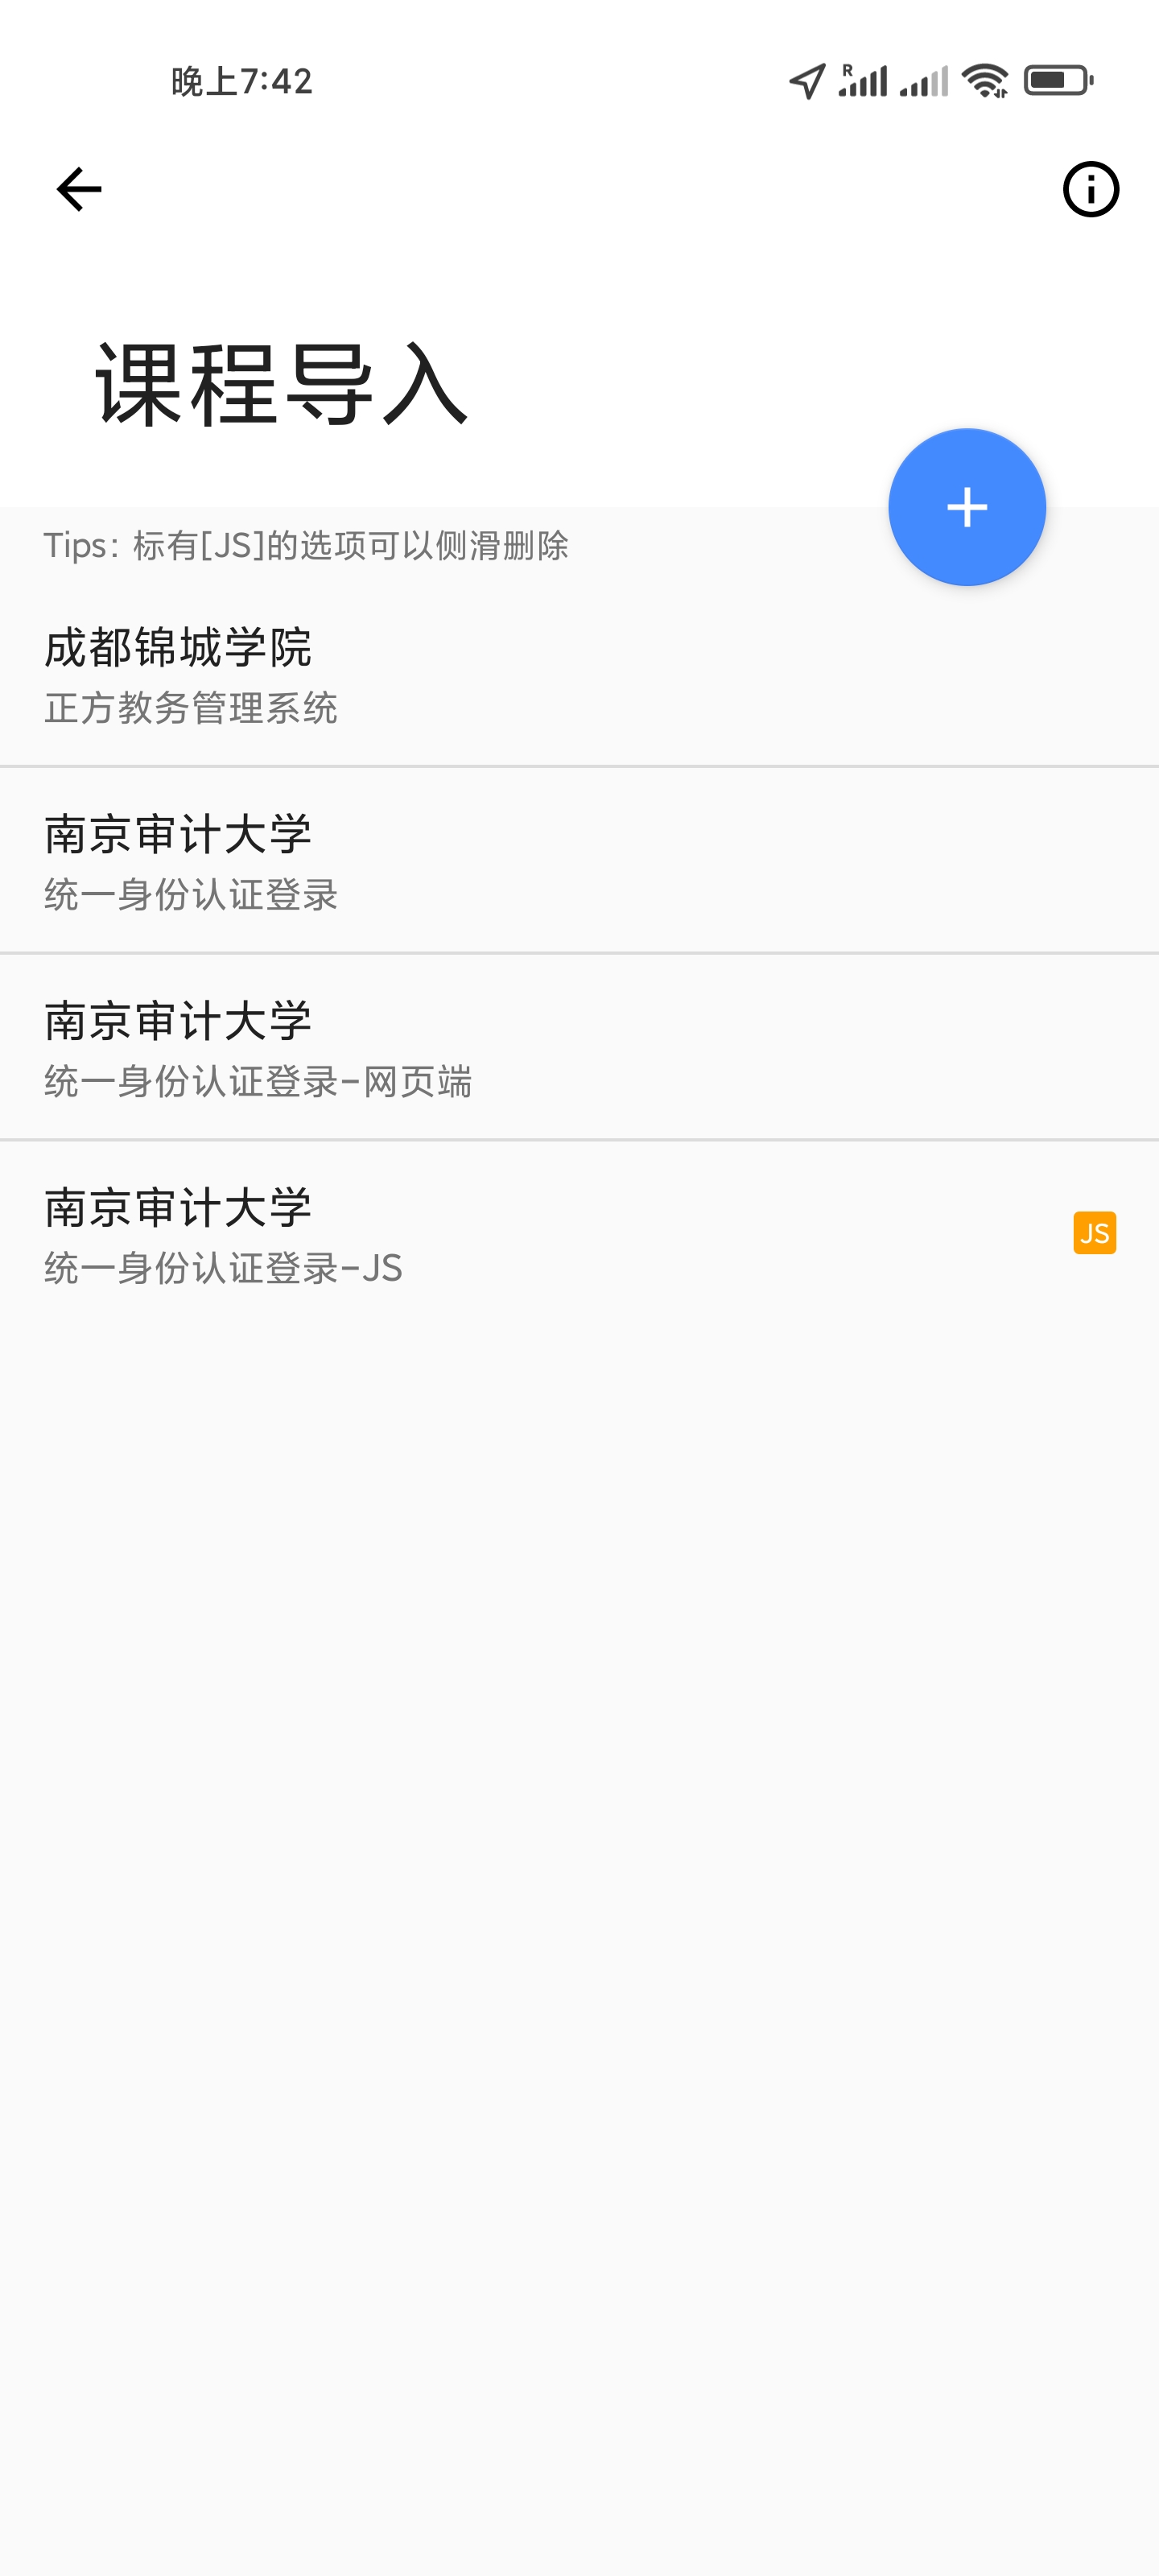 晚上7:42
R
课程导入
Tips: 标有[JS]的选项可以侧滑删除
成都锦城学院
正方教务管理系统
南京审计大学
统一身份认证登录
南京审计大学
统一身份认证登录-网页端
南京审计大学
统一身份认证登录-JS
JS